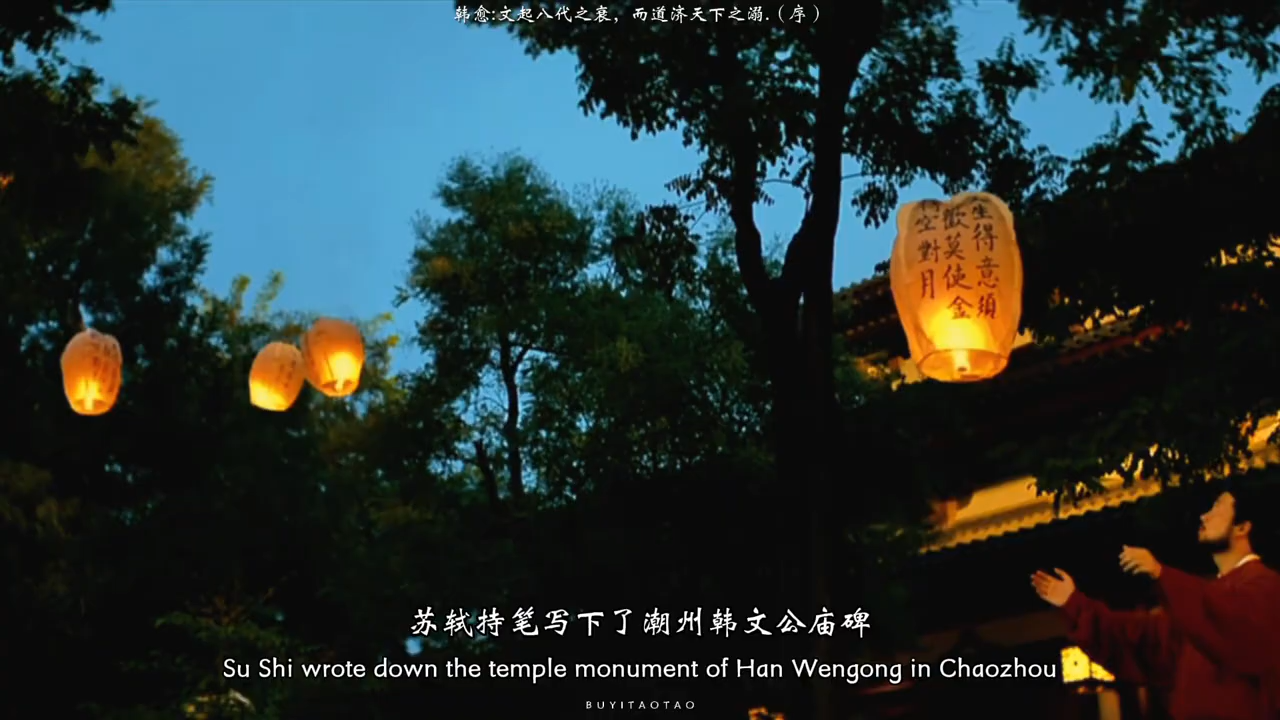 韩愈:文起八代之衰，而道济天下之溺.（序）
生得意須
歡莫使金
空對月
苏轼持笔写下了潮州韩文公庙碑
Su Shi wrote down the temple monument of Han Wengong in Chaozhou
BUYITAOTAO